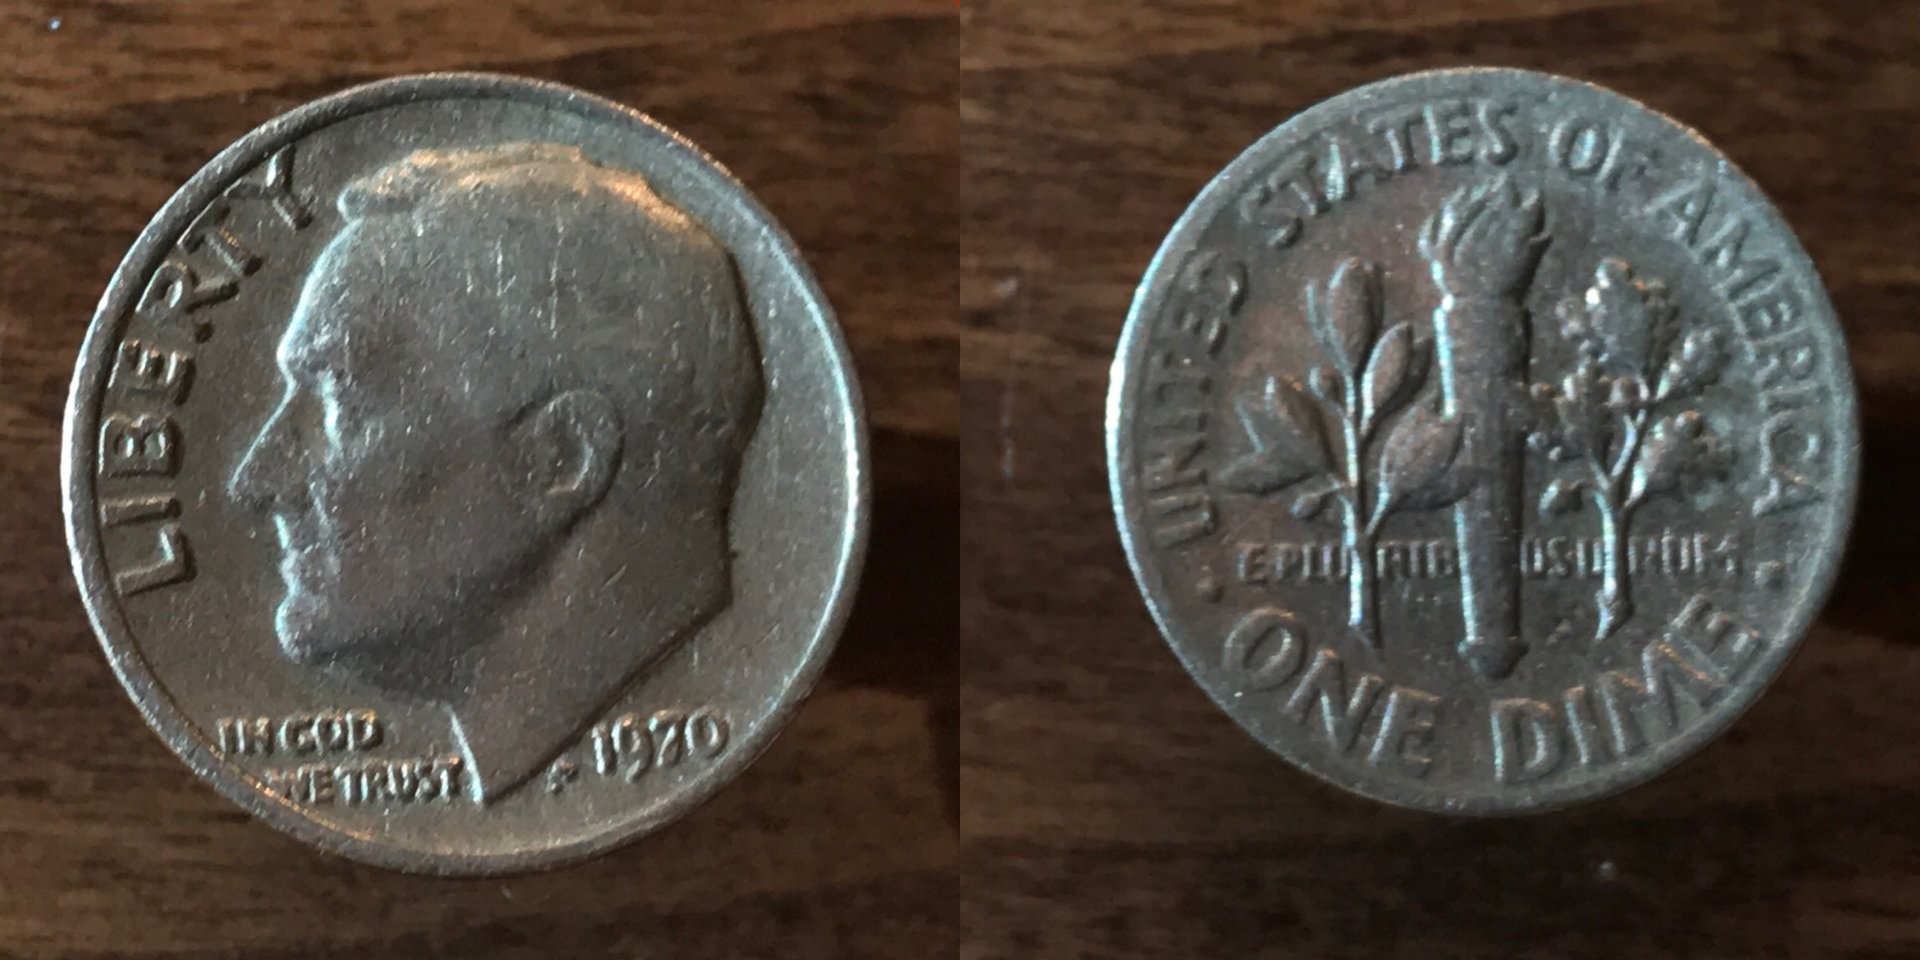 LIBERTY
IN GOD
WE TRUST
1970
UNITED STATES OF AMERICA
E PLURIBUS UNUM
ONE DIME